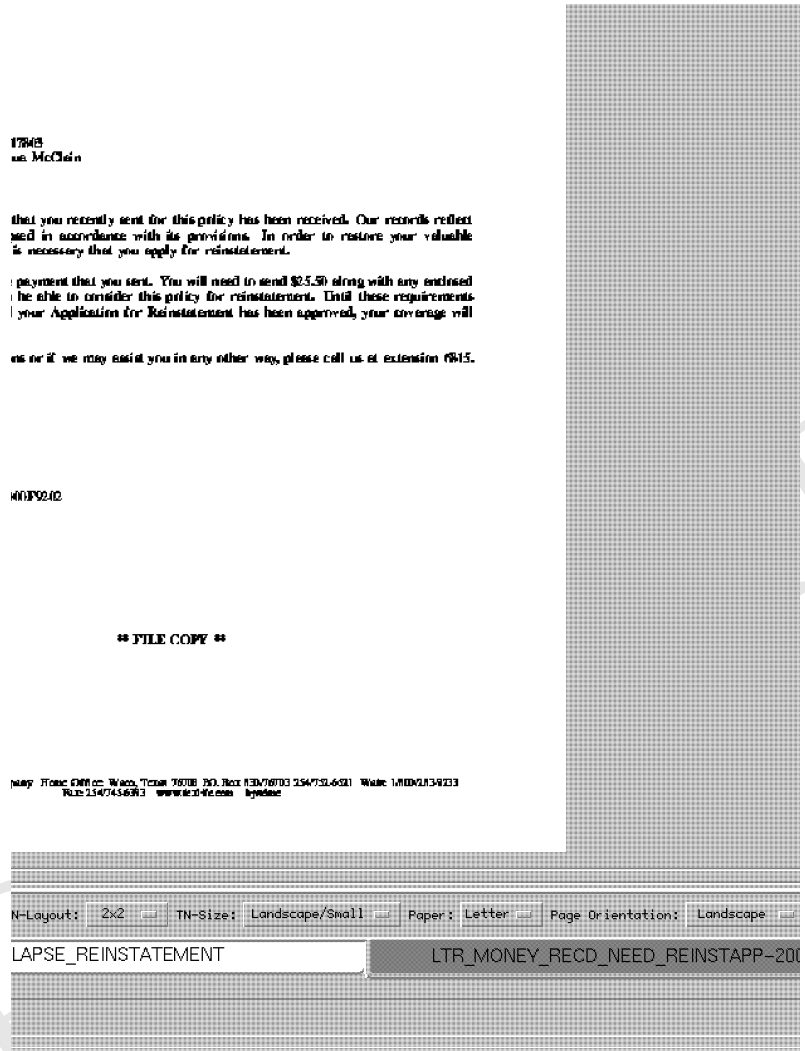 17803
McClain
that you recently sent for this policy has been received. Our records reflect
in accordance with its provisions. In order to restore your valuable
is necessary that you apply for reinstatement.
payment that you sent. You will need to send $25.50 along with any enclosed
be able to consider this policy for reinstatement. Until these requirements
your Application for Reinstatement has been approved, your coverage will
or if we may assist you in any other way, please call us at extension 6815.
** FILE COPY **
Home Office: Waco, Texas 76708 P.O. Box
N-Layout: 2x2 TN-Size: Landscape/Small Paper: Letter Page Orientation: Landscape
LAPSE_REINSTATEMENT LTR_MONEY_RECD_NEED_REINSTAPP-200